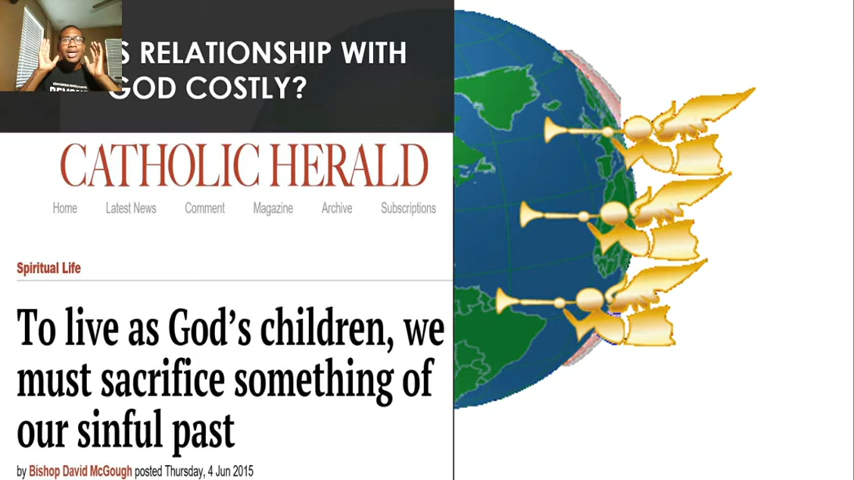 S RELATIONSHIP WITH
GOD COSTLY?
CATHOLIC HERALD
Home Latest News Comment Magazine Archive Subscriptions
Spiritual Life
To live as God's children, we
must sacrifice something of
our sinful past
by Bishop David McGough posted Thursday, 4 Jun 2015